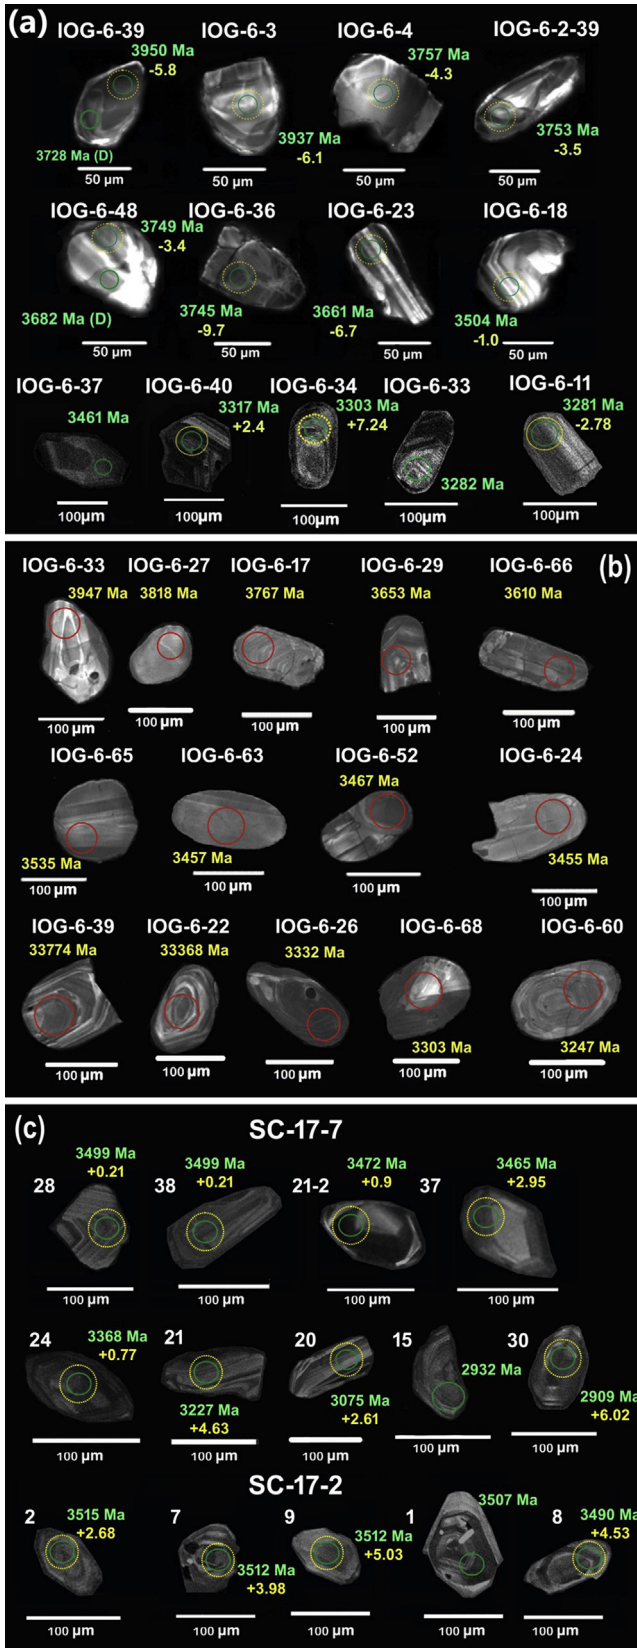 (a)
IOG-6-39 IOG-6-3 IOG-6-4 IOG-6-2-39
3950 Ma
-5.8
3728 Ma (D)
50 µm
3937 Ma
-6.1
50 µm
3757 Ma
-4.3
50 µm
3753 Ma
-3.5
50 µm
IOG-6-48 IOG-6-36 IOG-6-23 IOG-6-18
3749 Ma
-3.4
3682 Ma (D)
50 µm
3745 Ma
-9.7
50 µm
3661 Ma
-6.7
50 µm
3504 Ma
-1.0
50 µm
IOG-6-37 IOG-6-40 IOG-6-34 IOG-6-33 IOG-6-11
3461 Ma
100µm
3317 Ma
+2.4
100µm
3303 Ma
+7.24
100µm
3282 Ma
100µm
3281 Ma
-2.78
100µm
(b)
IOG-6-33 IOG-6-27 IOG-6-17 IOG-6-29 IOG-6-66
3947 Ma 3818 Ma 3767 Ma 3653 Ma 3610 Ma
100 µm 100 µm 100 µm 100 µm 100 µm
IOG-6-65 IOG-6-63 IOG-6-52 IOG-6-24
3535 Ma
100 µm
3457 Ma
100 µm
3467 Ma
100 µm
3455 Ma
100 µm
IOG-6-39 IOG-6-22 IOG-6-26 IOG-6-68 IOG-6-60
33774 Ma 33368 Ma 3332 Ma
3303 Ma 3247 Ma
100 µm 100 µm 100 µm 100 µm 100 µm
(c)
SC-17-7
28
3499 Ma
+0.21
100 µm
38
3499 Ma
+0.21
100 µm
21-2
3472 Ma
+0.9
100 µm
37
3465 Ma
+2.95
100 µm
24
3368 Ma
+0.77
100 µm
21
3227 Ma
+4.63
100 µm
20
3075 Ma
+2.61
100 µm
15
2932 Ma
100 µm
30
2909 Ma
+6.02
100 µm
SC-17-2
2
3515 Ma
+2.68
100 µm
7
3512 Ma
+3.98
100 µm
9
3512 Ma
+5.03
100 µm
1
3507 Ma
100 µm
8
3490 Ma
+4.53
100 µm